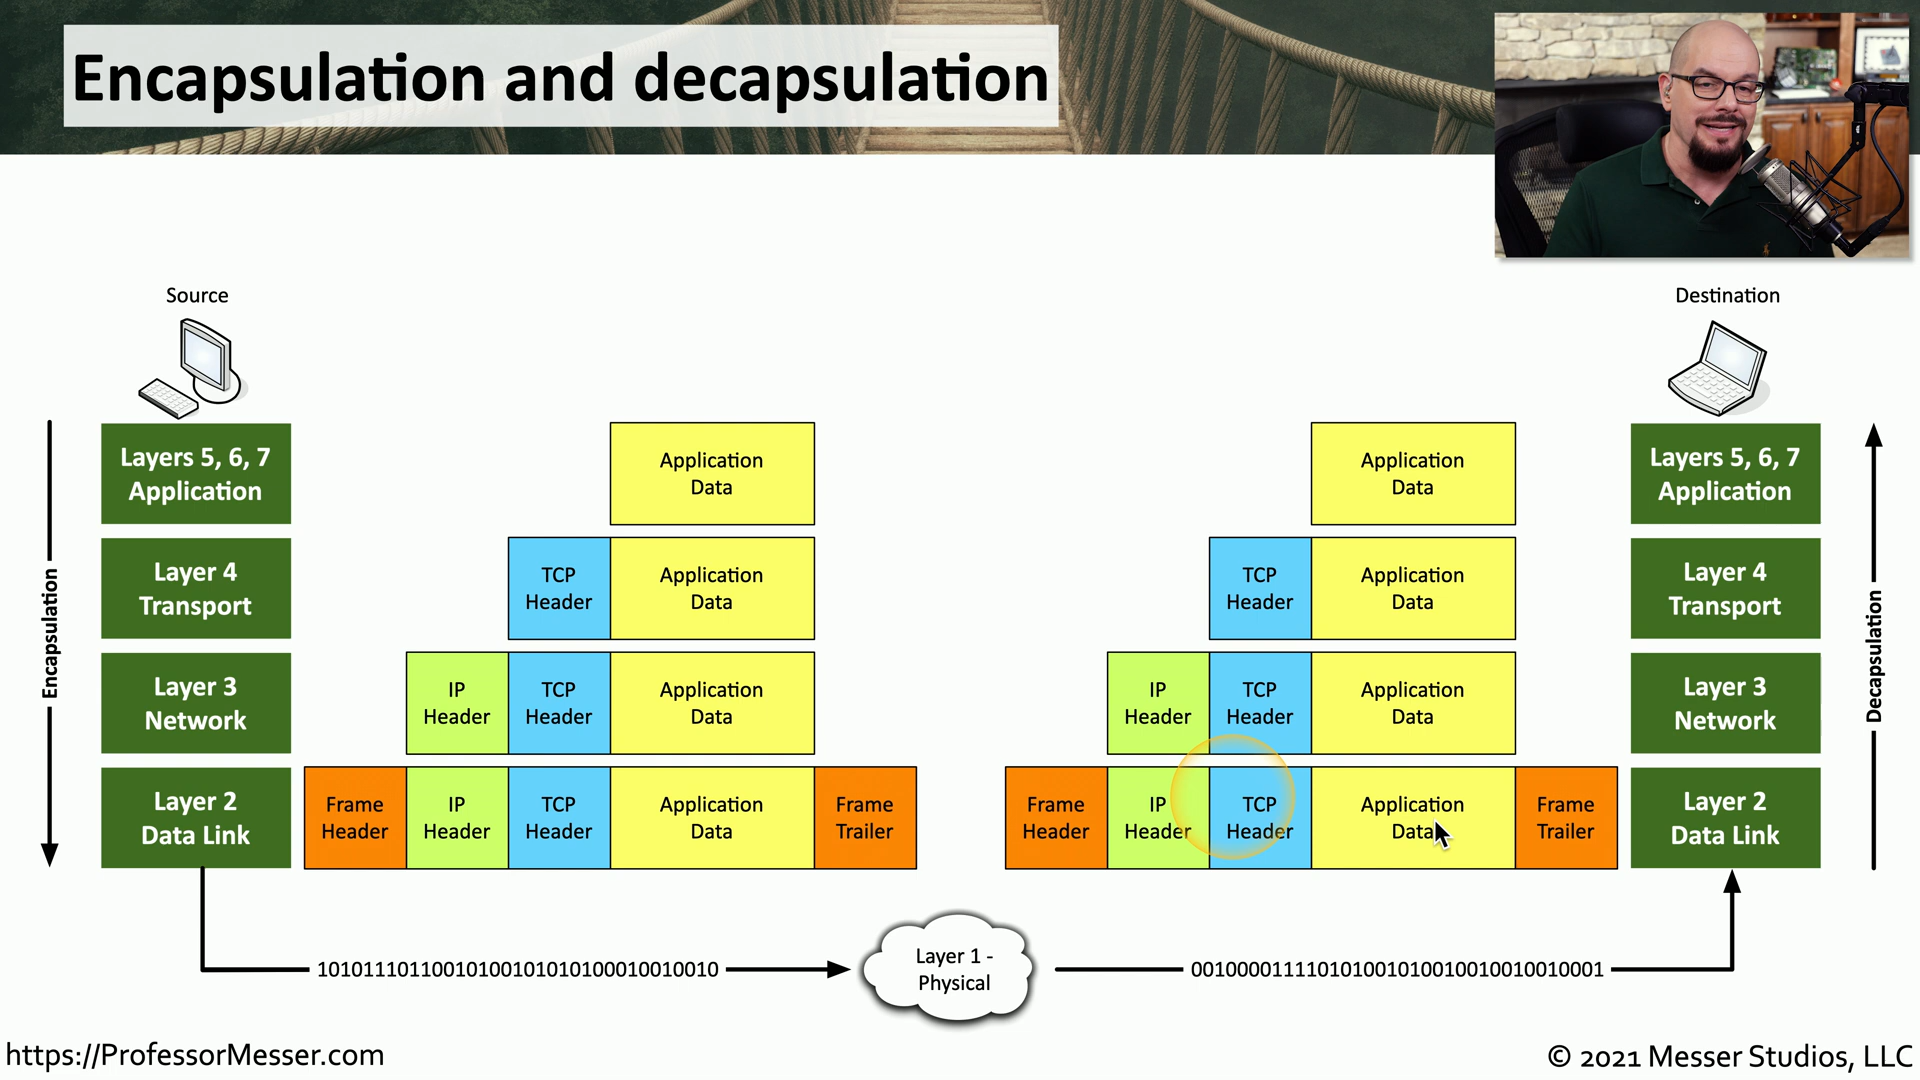 Encapsulation and decapsulation
Source
Destination
Encapsulation
Layers 5, 6, 7
Application
Application
Data
Application
Data
Layers 5, 6, 7
Application
Decapsulation
Layer 4
Transport
TCP
Header
Application
Data
TCP
Header
Application
Data
Layer 4
Transport
Layer 3
Network
IP
Header
TCP
Header
Application
Data
IP
Header
TCP
Header
Application
Data
Layer 3
Network
Layer 2
Data Link
Frame
Header
IP
Header
TCP
Header
Application
Data
Frame
Trailer
Frame
Header
IP
Header
TCP
Header
Application
Data
Frame
Trailer
Layer 2
Data Link
10101110110010100101010100010010010
Layer 1 -
Physical
00100001111010100101001001001001​0001
https://ProfessorMesser.com
© 2021 Messer Studios, LLC